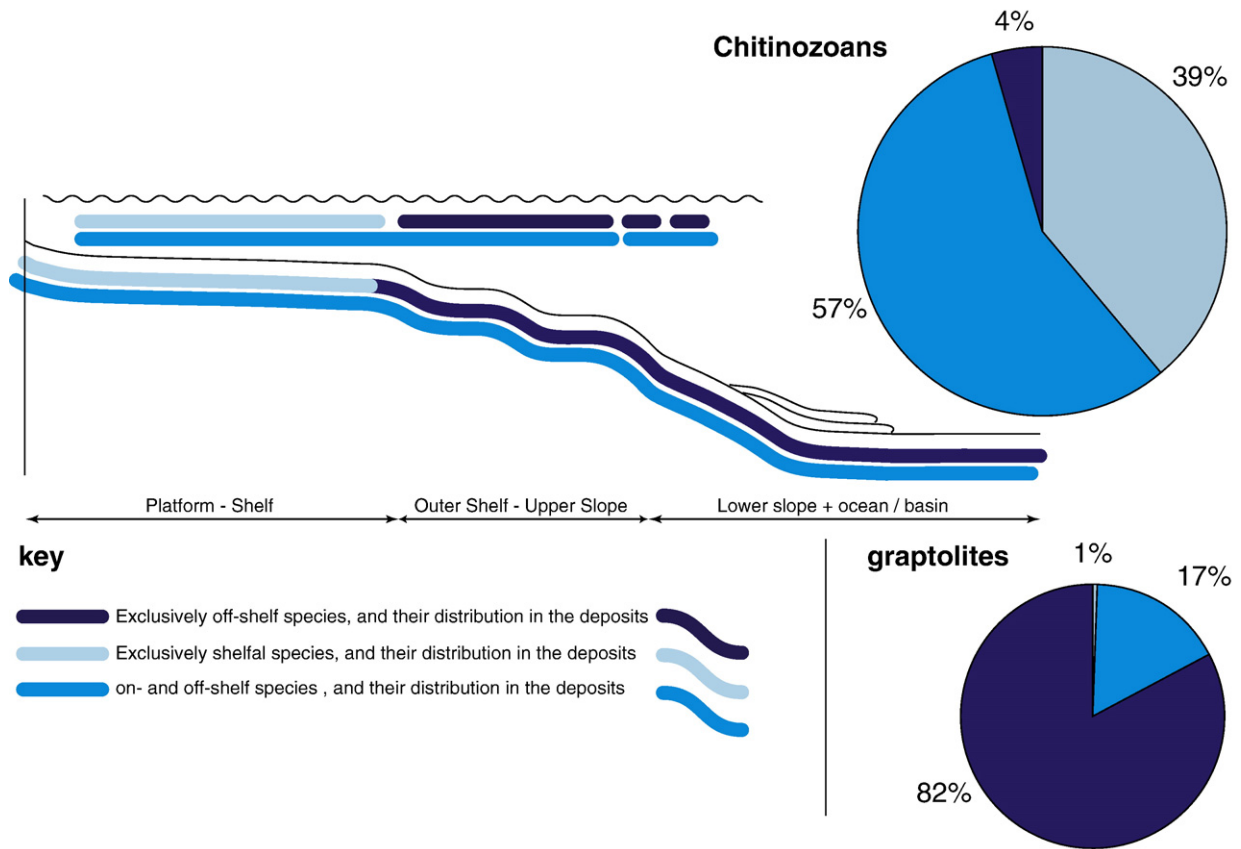 Chitinozoans
4%
39%
57%
Platform - Shelf
Outer Shelf - Upper Slope
Lower slope + ocean / basin
key
Exclusively off-shelf species, and their distribution in the deposits
Exclusively shelfal species, and their distribution in the deposits
on- and off-shelf species , and their distribution in the deposits
graptolites
1%
17%
82%